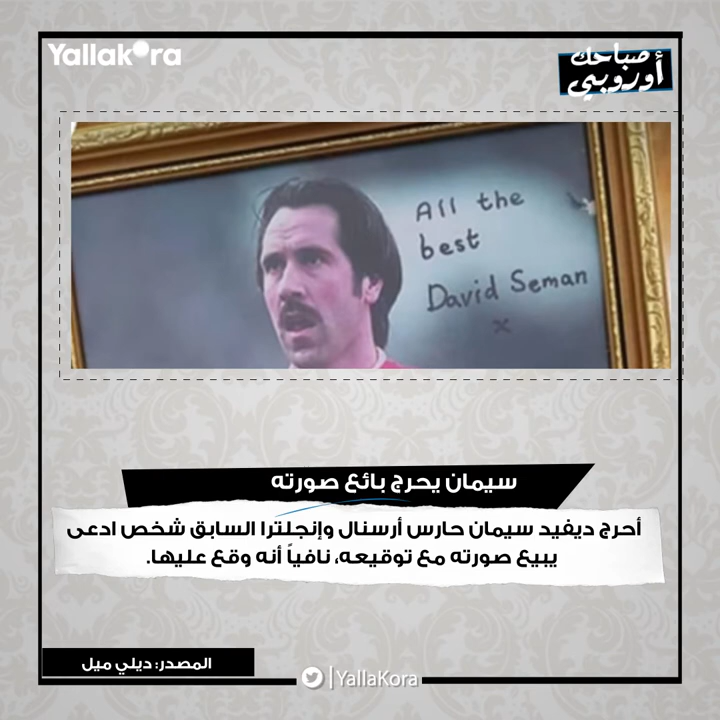 Yallakora
صباحك
أوروبي
All the
best
David Seman
x
سيمان يحرج بائع صورته
أحرج ديفيد سيمان حارس أرسنال وإنجلترا السابق شخص ادعى
يبيع صورته مع توقيعه، نافياً أنه وقع عليها.
المصدر: ديلي ميل
YallaKora